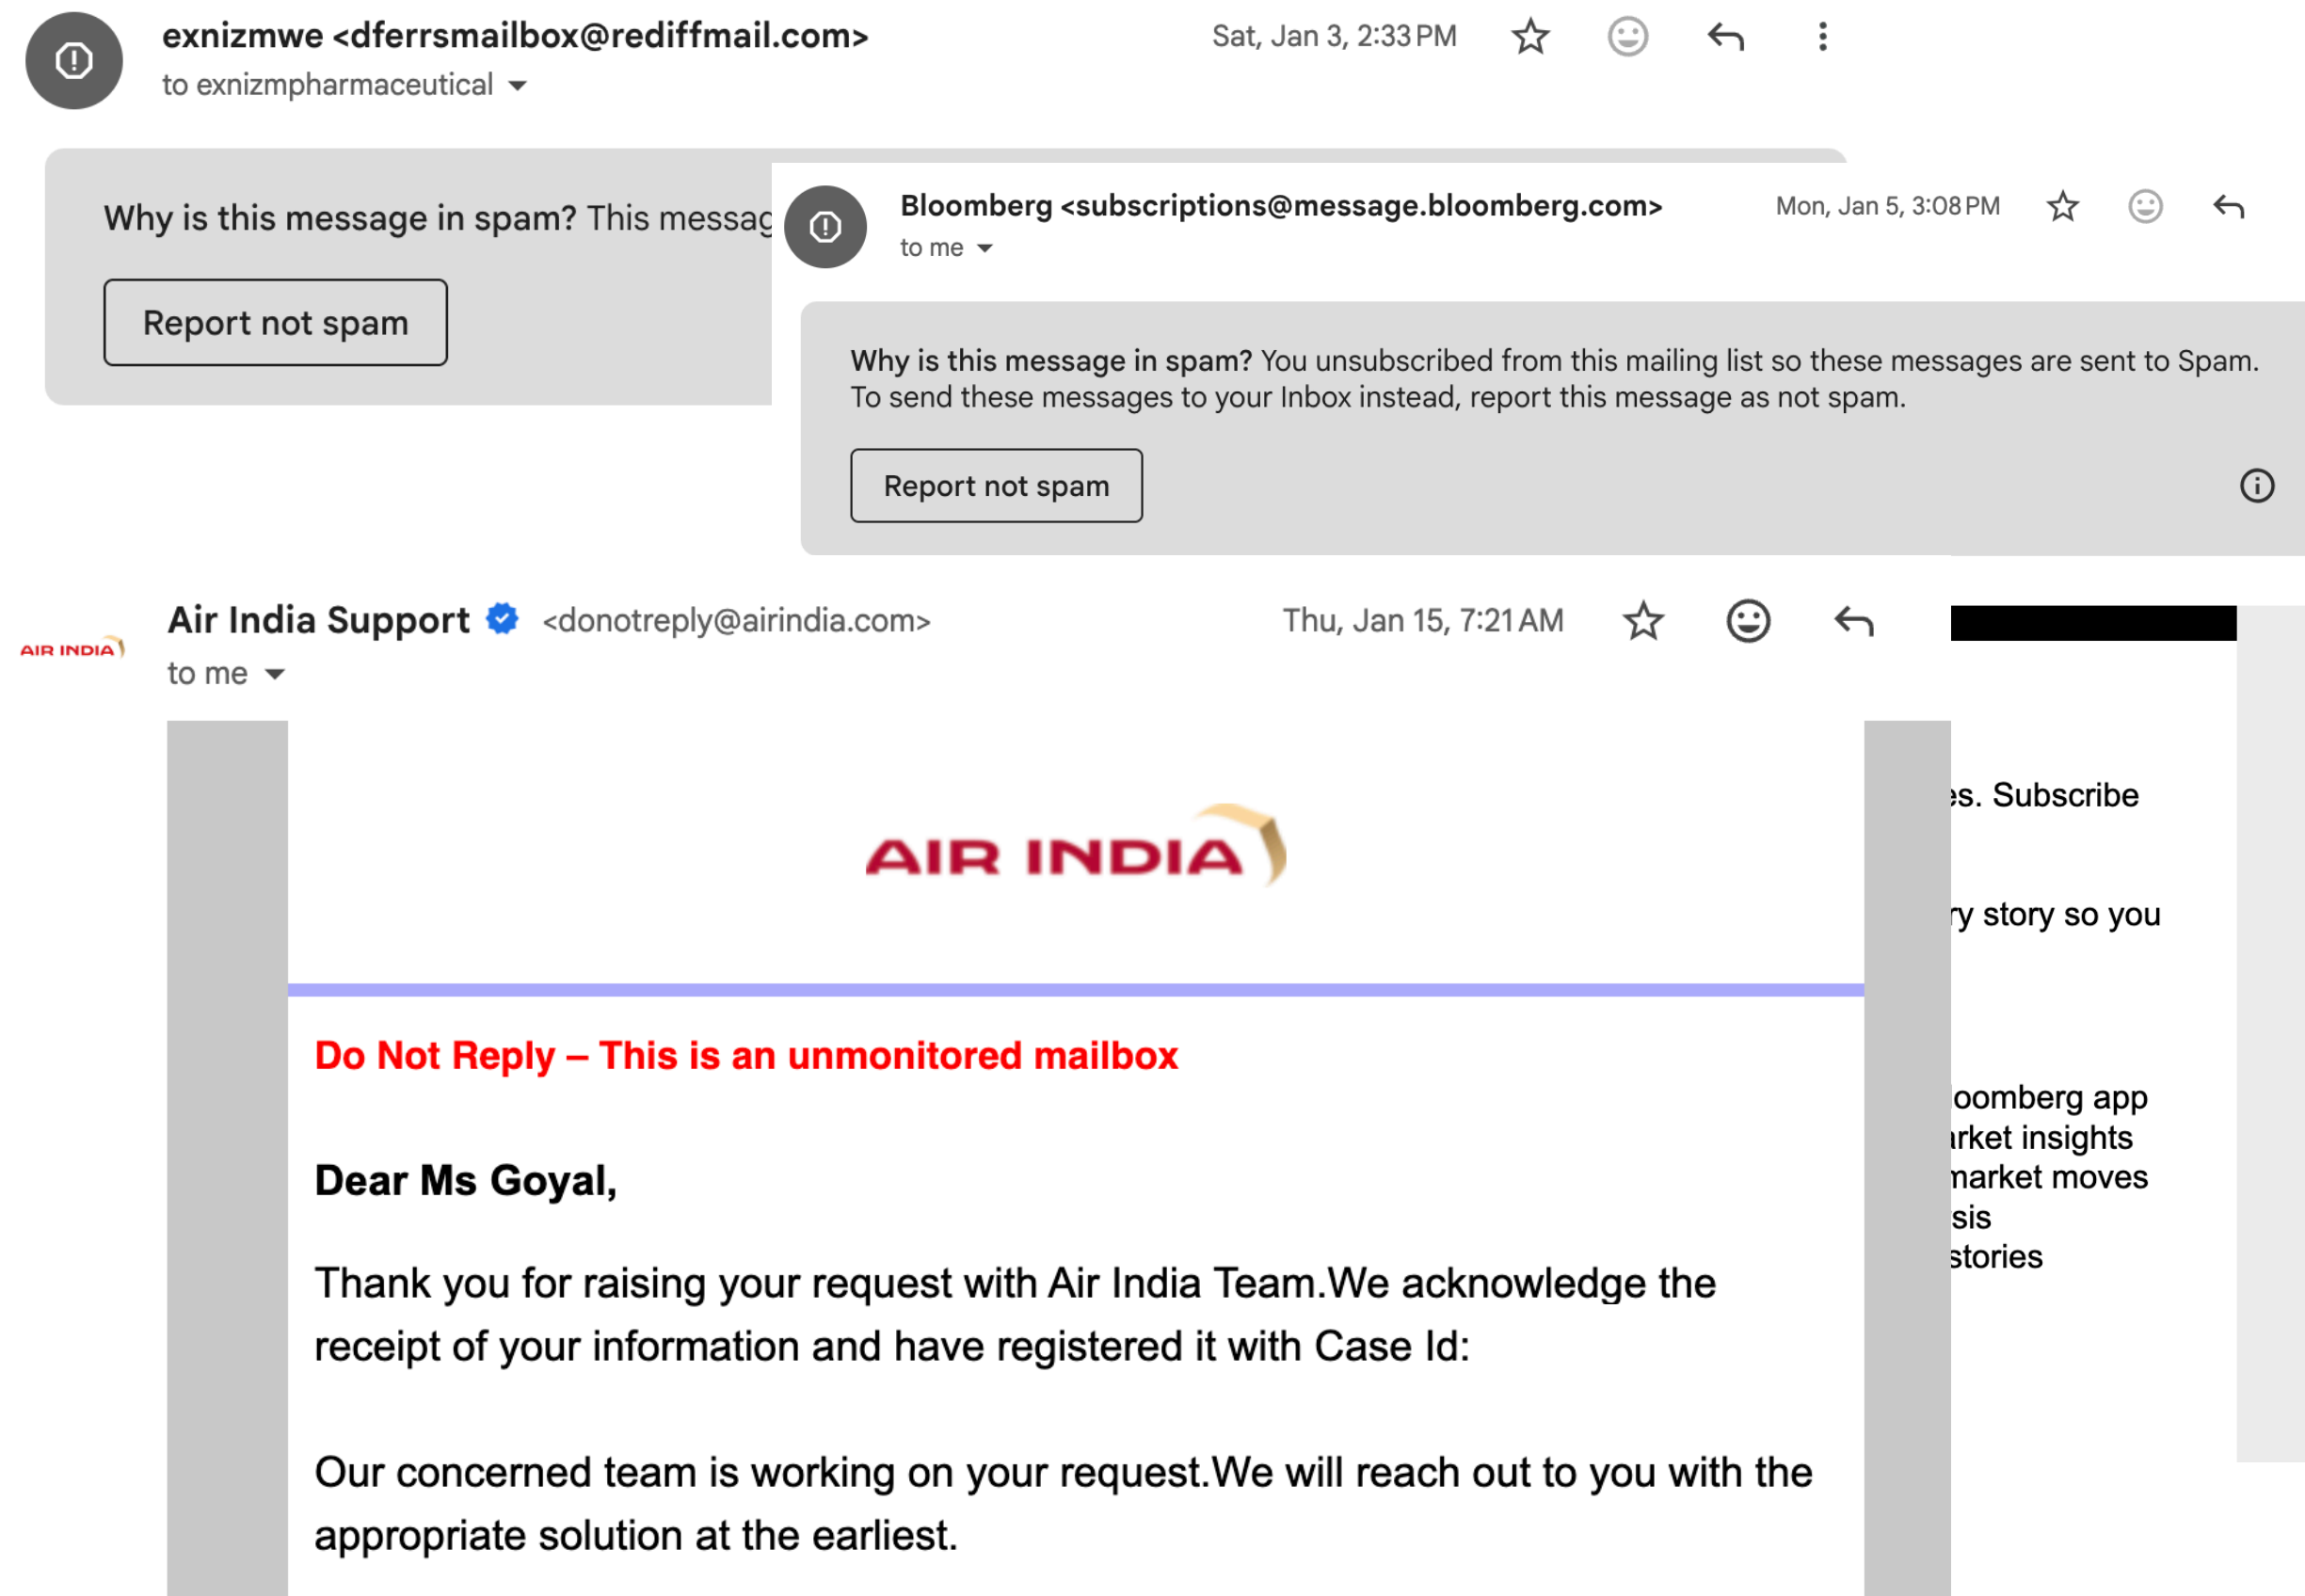 exnizmwe <dferrsmailbox@rediffmail.com>
Sat, Jan 3, 2:33 PM
to exnizmpharmaceutical
Why is this message in spam? This
Report not spam
Bloomberg <subscriptions@message.bloomberg.com>
Mon, Jan 5, 3:08 PM
to me
Why is this message in spam? You unsubscribed from this mailing list so these messages are sent to Spam.
To send these messages to your Inbox instead, report this message as not spam.
Report not spam
AIR INDIA
Air India Support <donotreply@airindia.com>
Thu, Jan 15, 7:21 AM
to me
AIR INDIA
Do Not Reply – This is an unmonitored mailbox
Dear Ms Goyal,
Thank you for raising your request with Air India Team.We acknowledge the
receipt of your information and have registered it with Case Id:
Our concerned team is working on your request.We will reach out to you with the
appropriate solution at the earliest.
Subscribe
story so you
app
insights
moves
stories